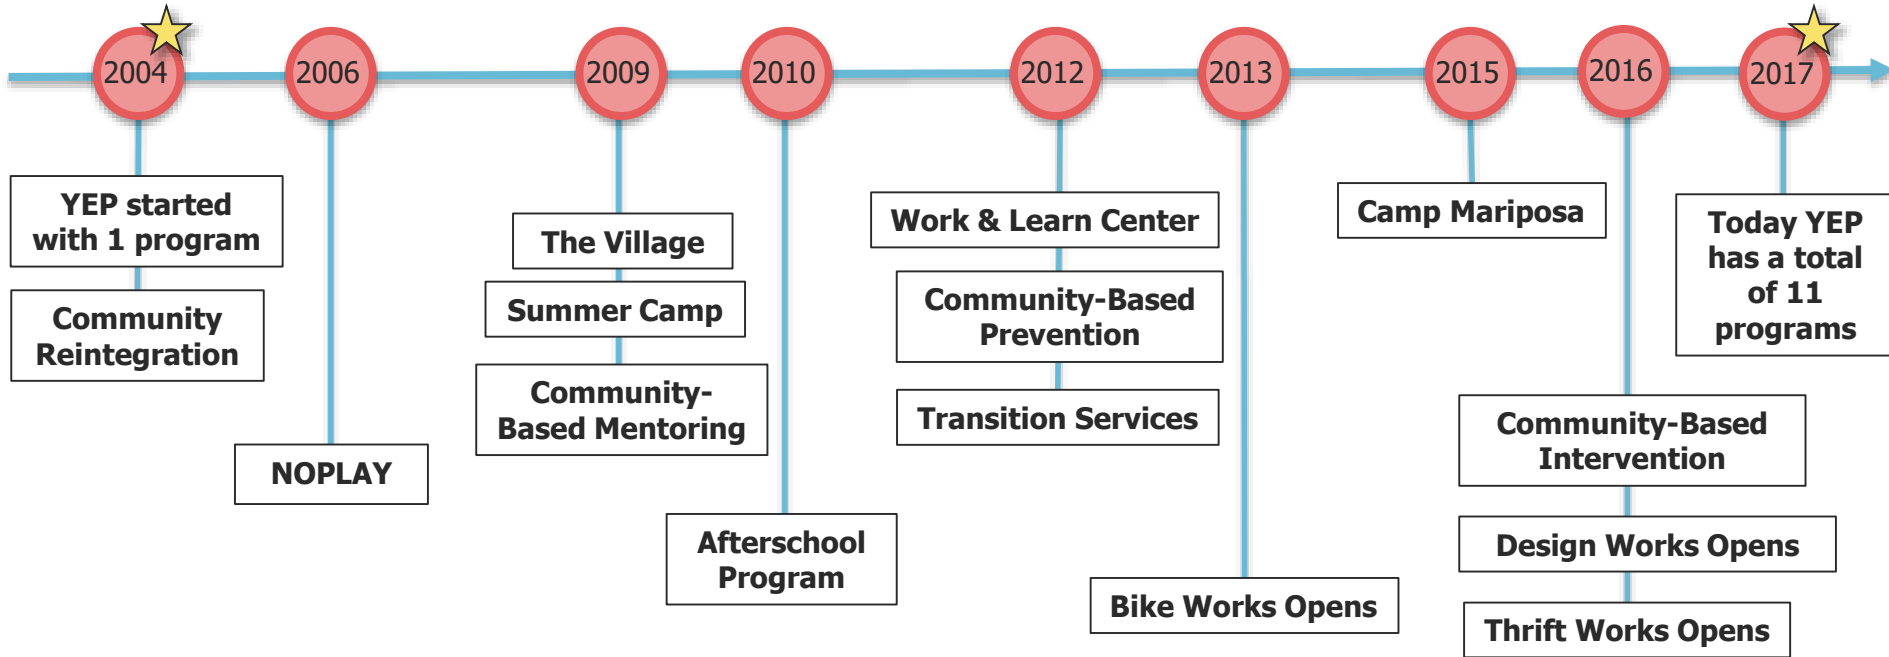 2004
2006
2009
2010
2012
2013
2015
2016
2017
YEP started
with 1 program
Community
Reintegration
NOPLAY
The Village
Summer Camp
Community-
Based Mentoring
Afterschool
Program
Work & Learn Center
Community-Based
Prevention
Transition Services
Bike Works Opens
Camp Mariposa
Community-Based
Intervention
Design Works Opens
Thrift Works Opens
Today YEP
has a total
of 11
programs